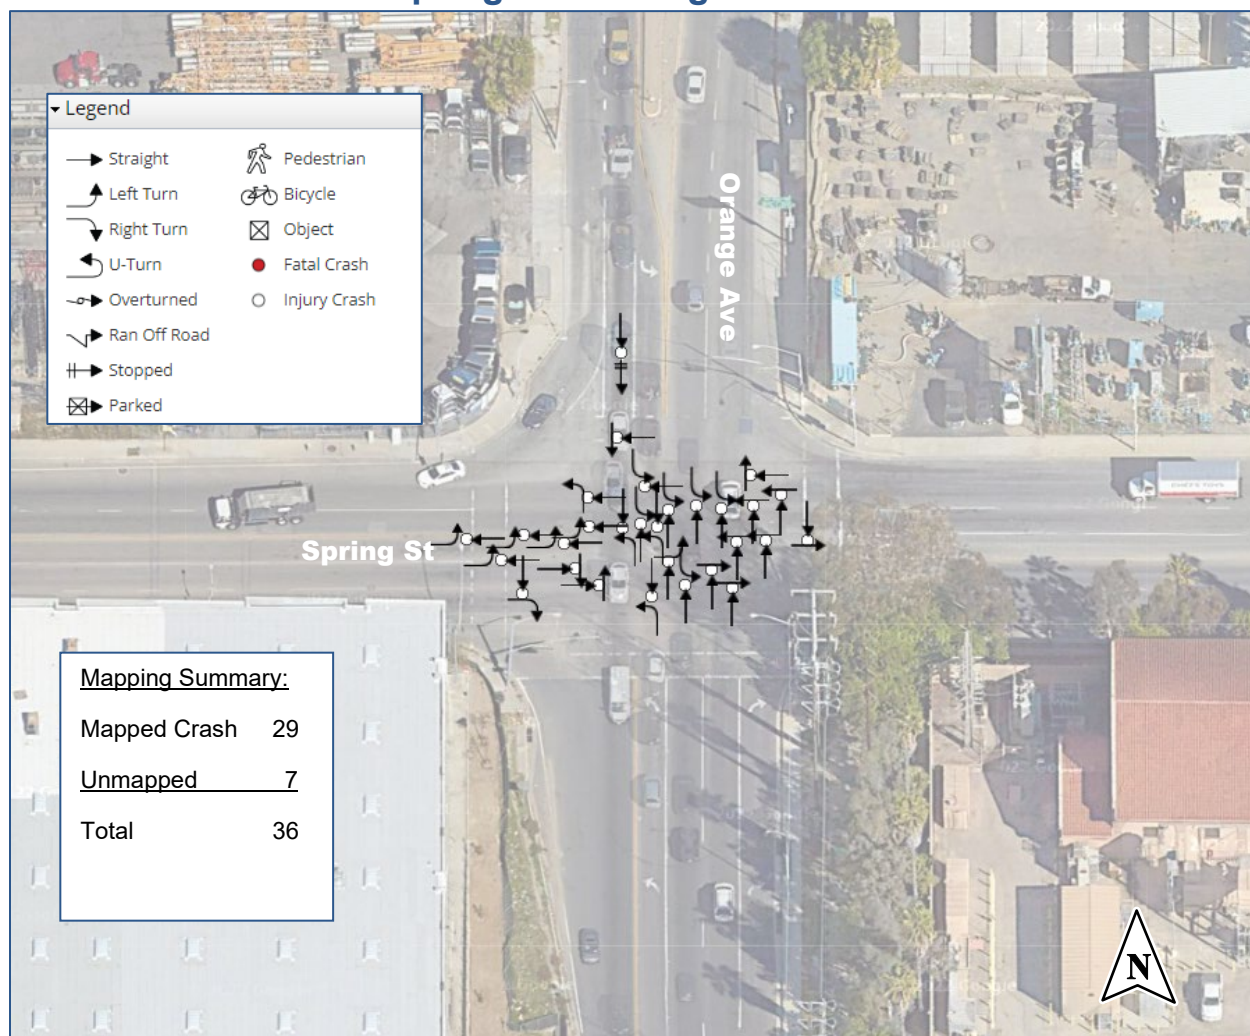 Legend
Straight
Left Turn
Right Turn
U-Turn
Overturned
Ran Off Road
Stopped
Parked
Pedestrian
Bicycle
Object
Fatal Crash
Injury Crash
Orange Ave
Spring St
Mapping Summary:
Mapped Crash 29
Unmapped 7
Total 36
N